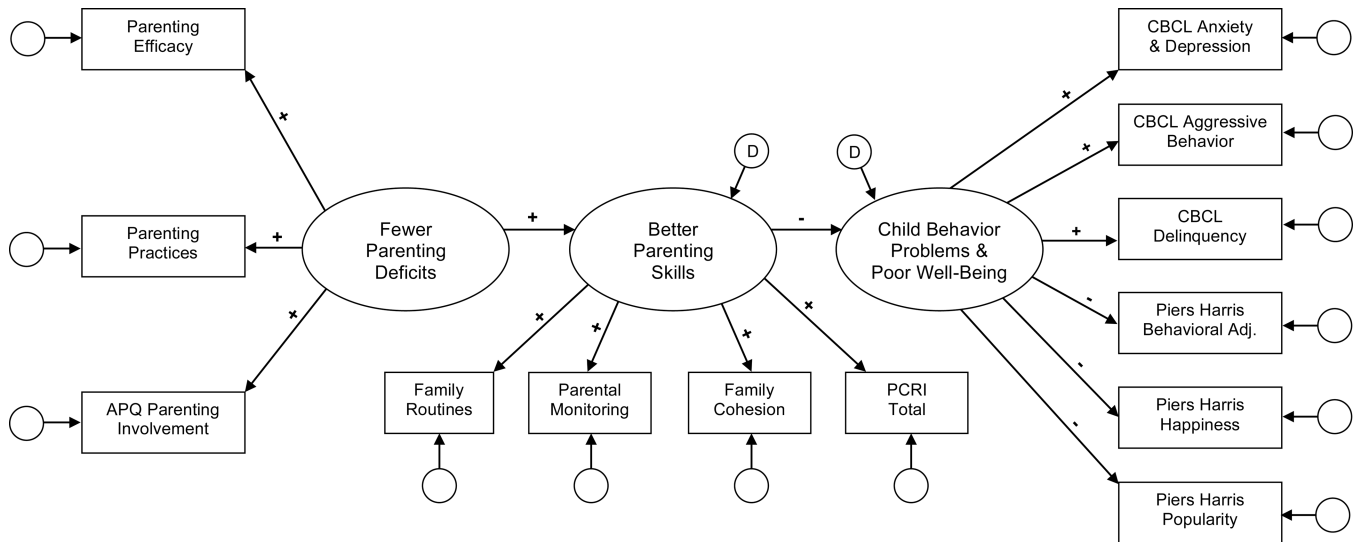 Parenting
Efficacy
+
Parenting
Practices
+
APQ Parenting
Involvement
+
Fewer
Parenting
Deficits
+
D
Better
Parenting
Skills
-
D
Child Behavior
Problems &
Poor Well-Being
+
Family
Routines
+
Parental
Monitoring
+
Family
Cohesion
+
PCRI
Total
+
CBCL Anxiety
& Depression
+
CBCL Aggressive
Behavior
+
CBCL
Delinquency
-
Piers Harris
Behavioral Adj.
-
Piers Harris
Happiness
-
Piers Harris
Popularity